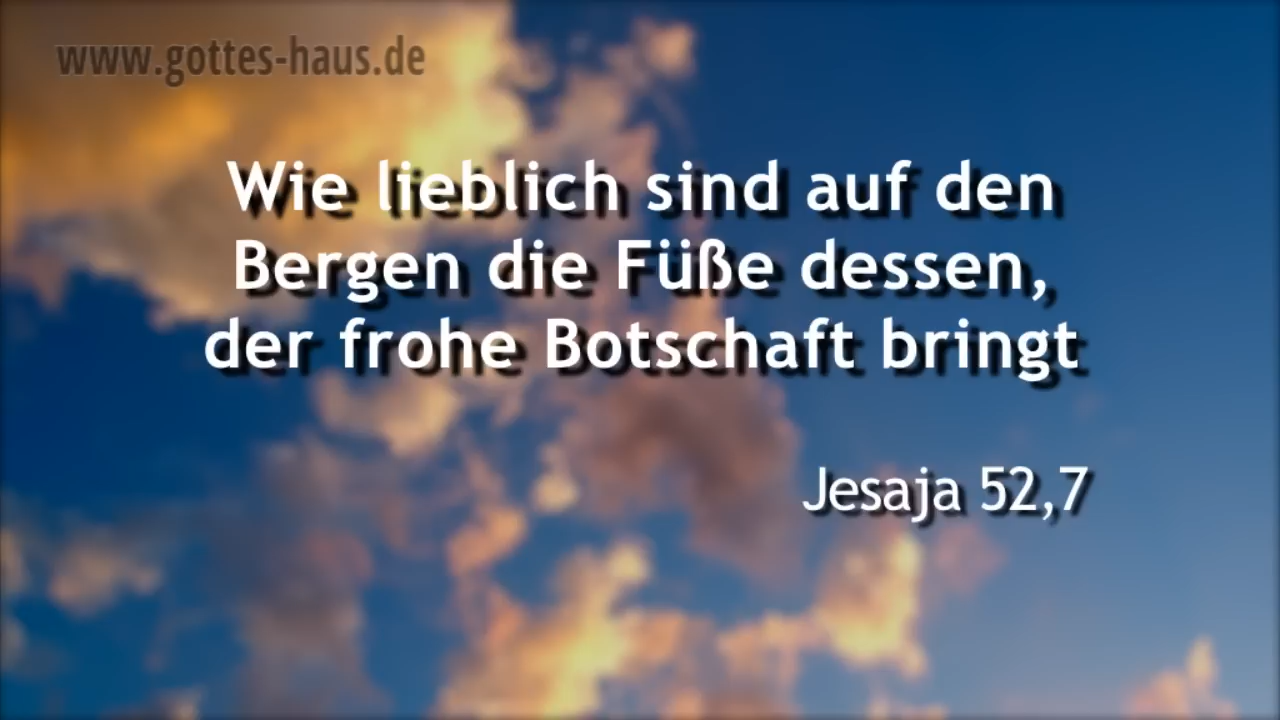 www.gottes-haus.de
Wie lieblich sind auf den
Bergen die Füße dessen,
der frohe Botschaft bringt
Jesaja 52,7